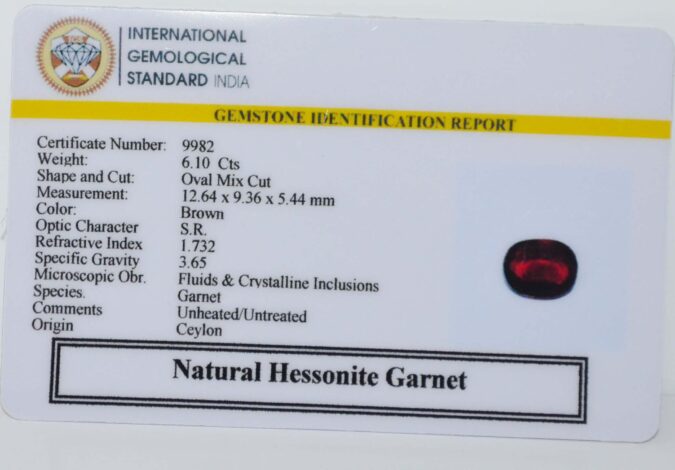 INTERNATIONAL
GEMOLOGICAL
STANDARD INDIA
GEMSTONE IDENTIFICATION REPORT
Certificate Number: 9982
Weight: 6.10 Cts
Shape and Cut: Oval Mix Cut
Measurement: 12.64 x 9.36 x 5.44 mm
Color: Brown
Optic Character S.R.
Refractive Index 1.732
Specific Gravity 3.65
Microscopic Obr. Fluids & Crystalline Inclusions
Species. Garnet
Comments Unheated/Untreated
Origin Ceylon
Natural Hessonite Garnet